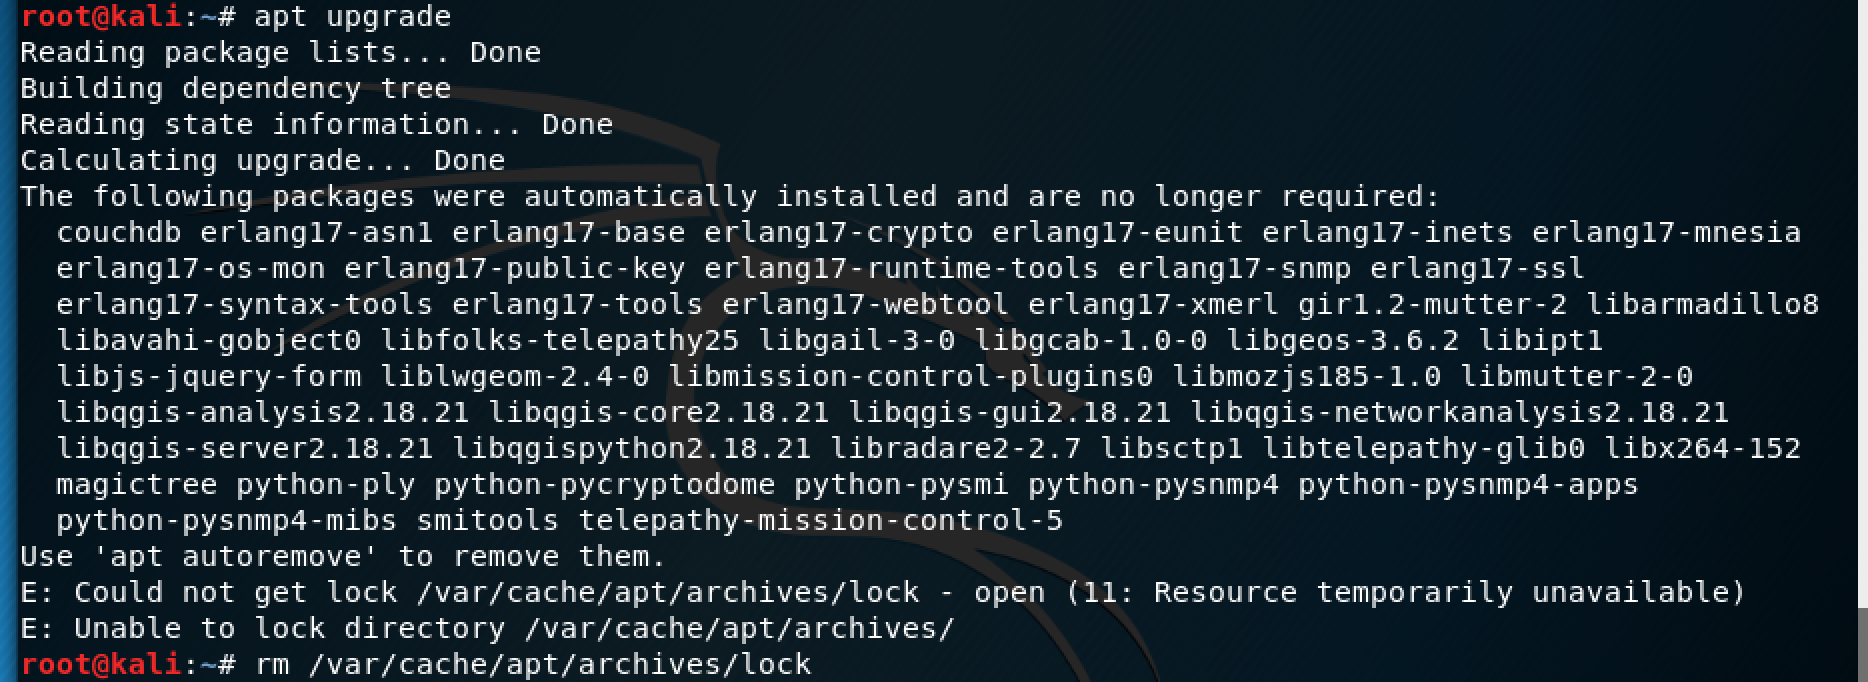 root@kali:~# apt upgrade
Reading package lists... Done
Building dependency tree
Reading state information... Done
Calculating upgrade... Done
The following packages were automatically installed and are no longer required:
  couchdb erlang17-asn1 erlang17-base erlang17-crypto erlang17-eunit erlang17-inets erlang17-mnesia
  erlang17-os-mon erlang17-public-key erlang17-runtime-tools erlang17-snmp erlang17-ssl
  erlang17-syntax-tools erlang17-tools erlang17-webtool erlang17-xmerl gir1.2-mutter-2 libarmadillo8
  libavahi-gobject0 libfolks-telepathy25 libgail-3-0 libgcab-1.0-0 libgeos-3.6.2 libipt1
  libjs-jquery-form liblwgeom-2.4-0 libmission-control-plugins0 libmozjs185-1.0 libmutter-2-0
  libqgis-analysis2.18.21 libqgis-core2.18.21 libqgis-gui2.18.21 libqgis-networkanalysis2.18.21
  libqgis-server2.18.21 libqgispython2.18.21 libradare2-2.7 libsctp1 libtelepathy-glib0 libx264-152
  magictree python-ply python-pycryptodome python-pysmi python-pysnmp4 python-pysnmp4-apps
  python-pysnmp4-mibs smitools telepathy-mission-control-5
Use 'apt autoremove' to remove them.
E: Could not get lock /var/cache/apt/archives/lock - open (11: Resource temporarily unavailable)
E: Unable to lock directory /var/cache/apt/archives/
root@kali:~# rm /var/cache/apt/archives/lock